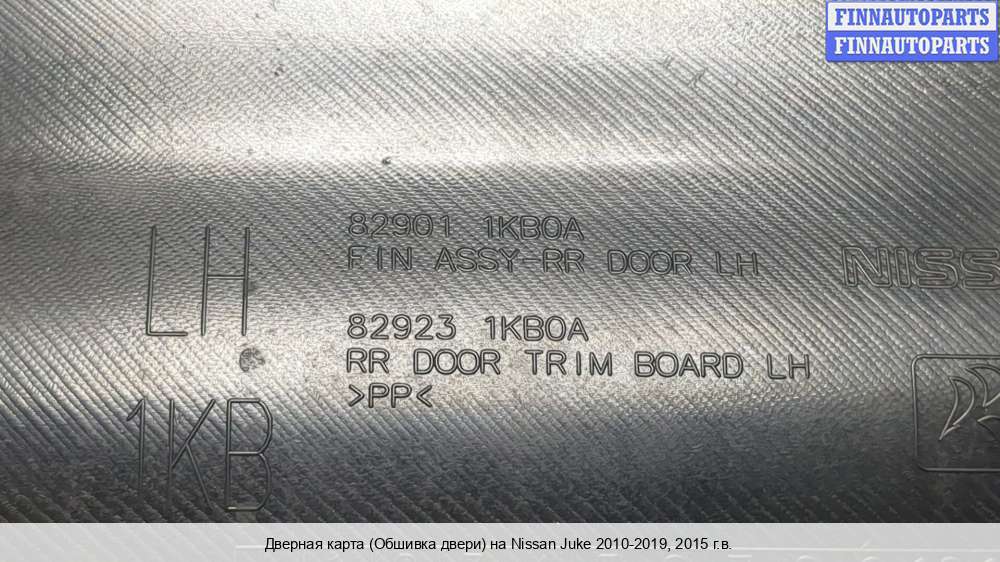 FINNAUTOPARTS
FINNAUTOPARTS
LH
82901 1KB0A
FIN ASSY-RR DOOR LH
NISS
82923 1KB0A
RR DOOR TRIM BOARD LH
>PP<
1KB
Дверная карта (Обшивка двери) на Nissan Juke 2010-2019, 2015 г.в.